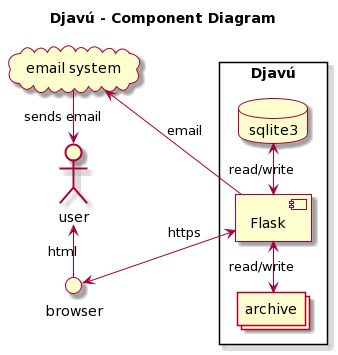 Djavú - Component Diagram
email system
Djavú
sends email
sqlite3
email
read/write
user
Flask
https
html
read/write
browser
archive